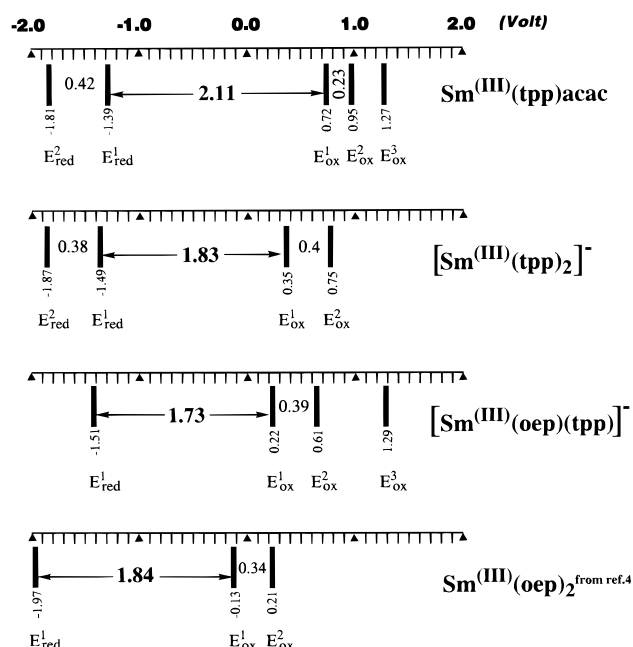 -2.0 -1.0 0.0 1.0 2.0 (Volt)
0.42 2.11 0.23 Sm(III)(tpp)acac
-1.81 -1.39 0.72 0.95 1.27
E²red E¹red E¹ox E²ox E³ox
0.38 1.83 0.4 [Sm(III)(tpp)₂]⁻
-1.87 -1.49 0.35 0.75
E²red E¹red E¹ox E²ox
1.73 0.39 [Sm(III)(oep)(tpp)]⁻
-1.51 0.22 0.61 1.29
E¹red E¹ox E²ox E³ox
1.84 0.34 Sm(III)(oep)₂ from ref.4
-1.97 -0.13 0.21
E¹red E¹ox E²ox